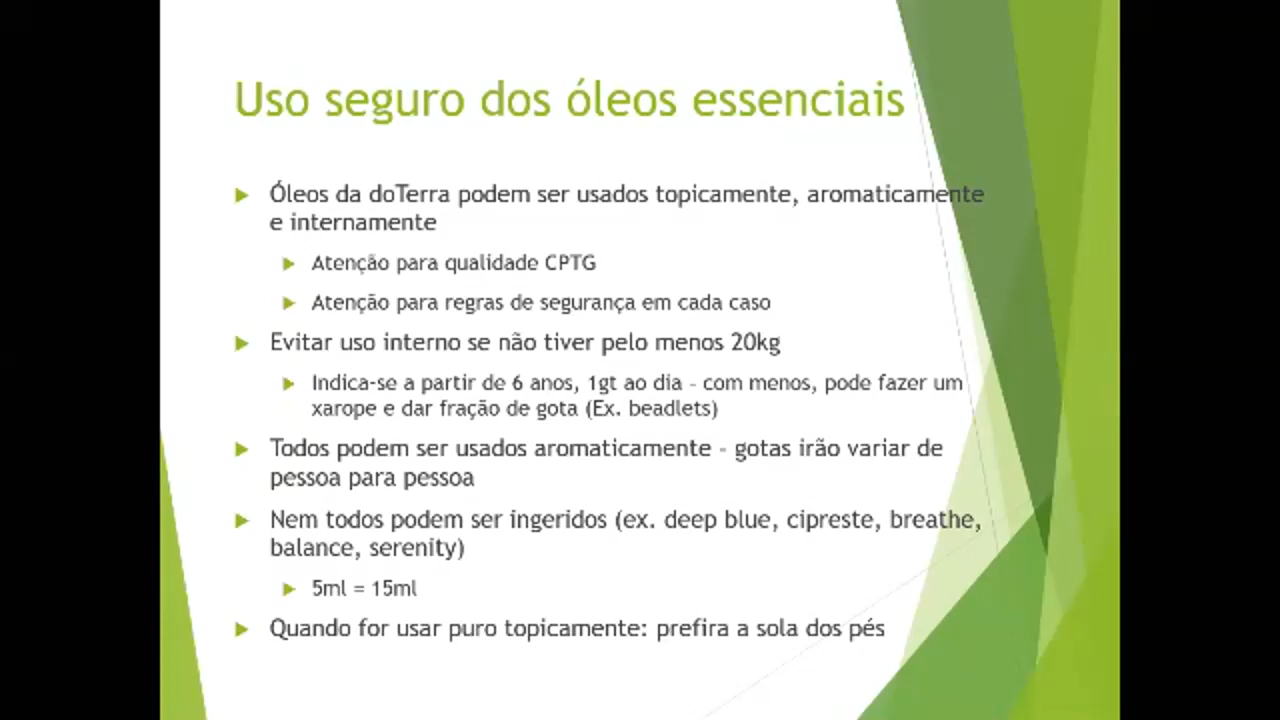 Uso seguro dos óleos essenciais
Óleos da doTerra podem ser usados topicamente, aromaticamente
e internamente
Atenção para qualidade CPTG
Atenção para regras de segurança em cada caso
Evitar uso interno se não tiver pelo menos 20kg
Indica-se a partir de 6 anos, 1gt ao dia - com menos, pode fazer um
xarope e dar fração de gota (Ex. beadlets)
Todos podem ser usados aromaticamente - gotas irão variar de
pessoa para pessoa
Nem todos podem ser ingeridos (ex. deep blue, cipreste, breathe,
balance, serenity)
5ml = 15ml
Quando for usar puro topicamente: prefira a sola dos pés